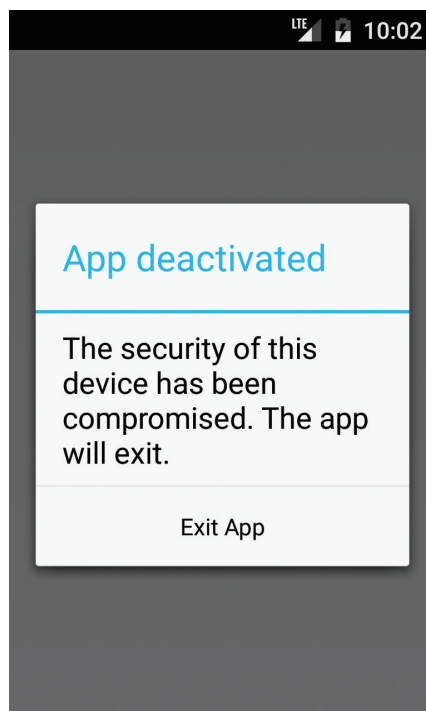 LTE 10:02
App deactivated
The security of this
device has been
compromised. The app
will exit.
Exit App